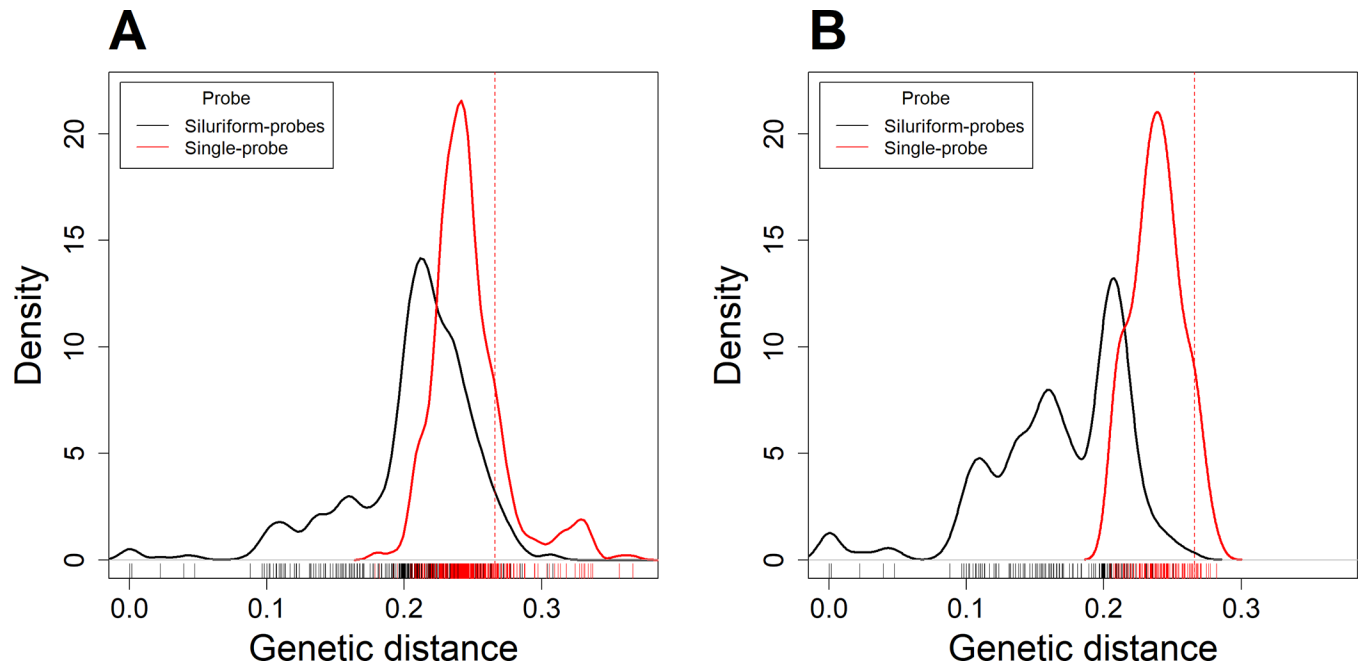 A
Probe
Siluriform-probes
Single-probe
Density
0
5
10
15
20
0.0
0.1
0.2
0.3
Genetic distance
B
Probe
Siluriform-probes
Single-probe
Density
0
5
10
15
20
0.0
0.1
0.2
0.3
Genetic distance